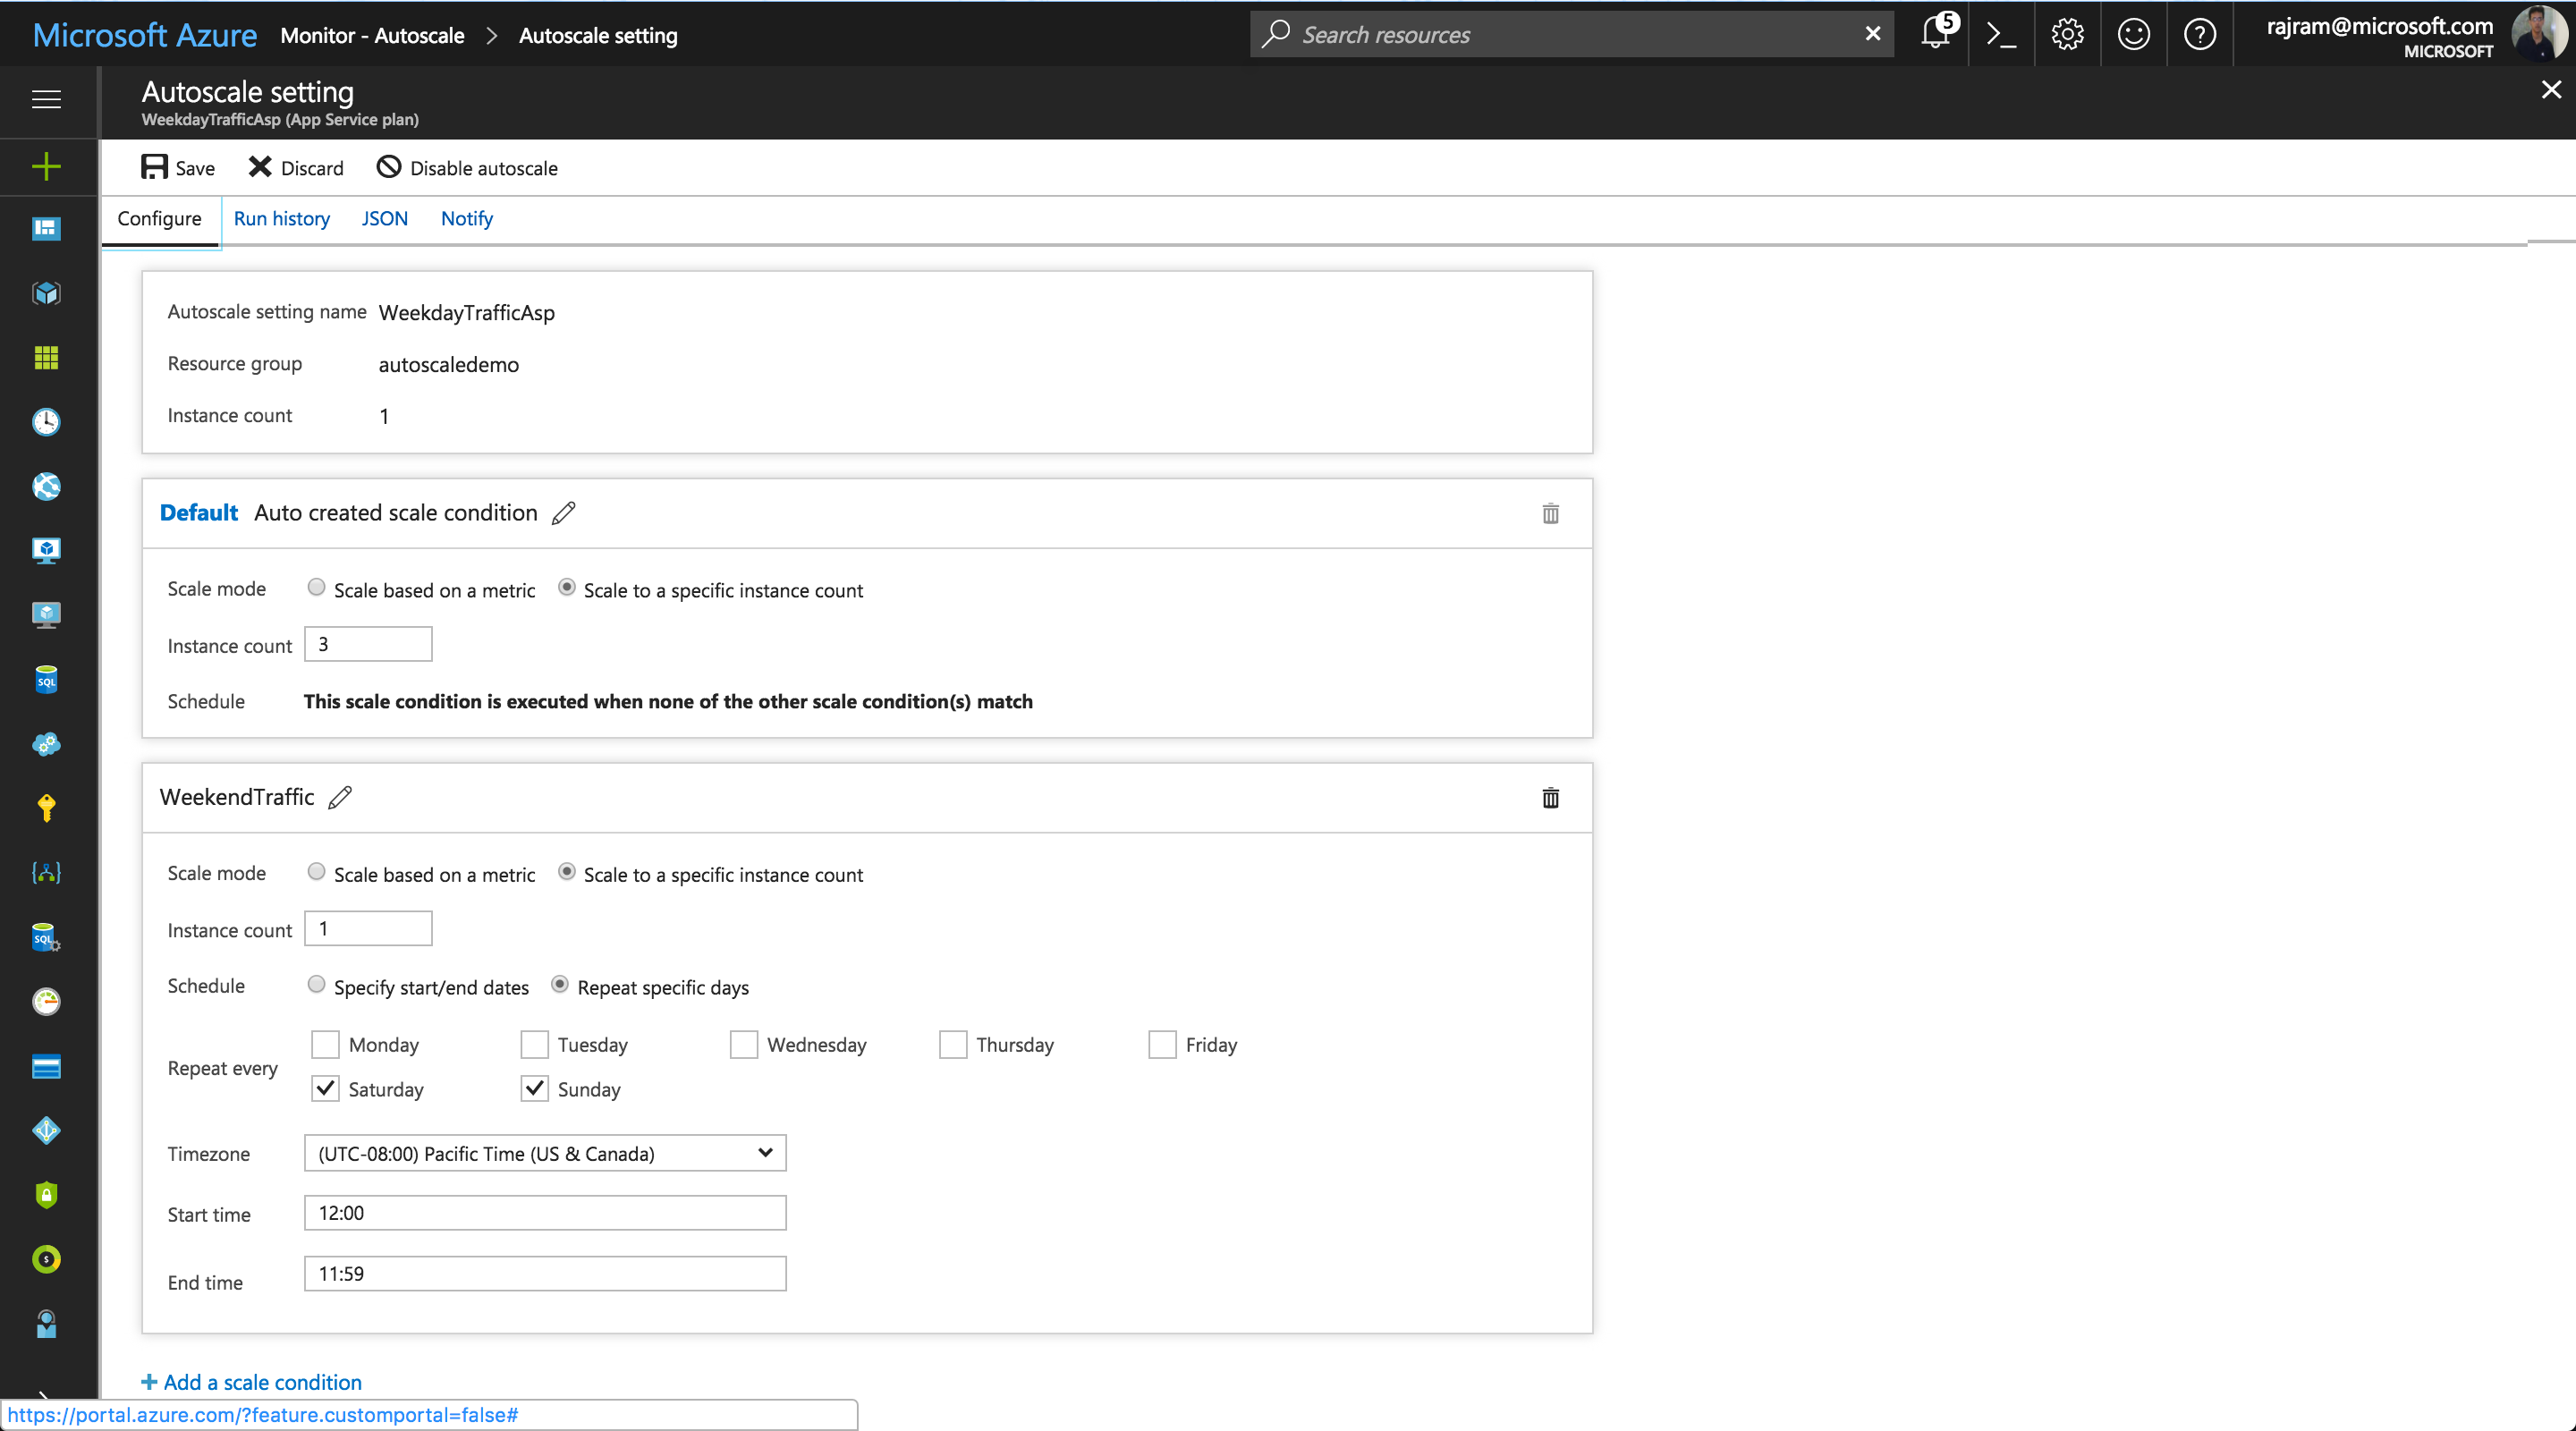 Microsoft Azure Monitor - Autoscale > Autoscale setting Search resources 5 rajram@microsoft.com
MICROSOFT
Autoscale setting
WeekdayTrafficAsp (App Service plan)
Save Discard Disable autoscale
Configure Run history JSON Notify
Autoscale setting name WeekdayTrafficAsp
Resource group autoscaledemo
Instance count 1
Default Auto created scale condition
Scale mode Scale based on a metric Scale to a specific instance count
Instance count 3
Schedule This scale condition is executed when none of the other scale condition(s) match
WeekendTraffic
Scale mode Scale based on a metric Scale to a specific instance count
Instance count 1
Schedule Specify start/end dates Repeat specific days
Monday Tuesday Wednesday Thursday Friday
Repeat every
Saturday Sunday
Timezone (UTC-08:00) Pacific Time (US & Canada)
Start time 12:00
End time 11:59
+ Add a scale condition
https://portal.azure.com/?feature.customportal=false#
SQL
SQL